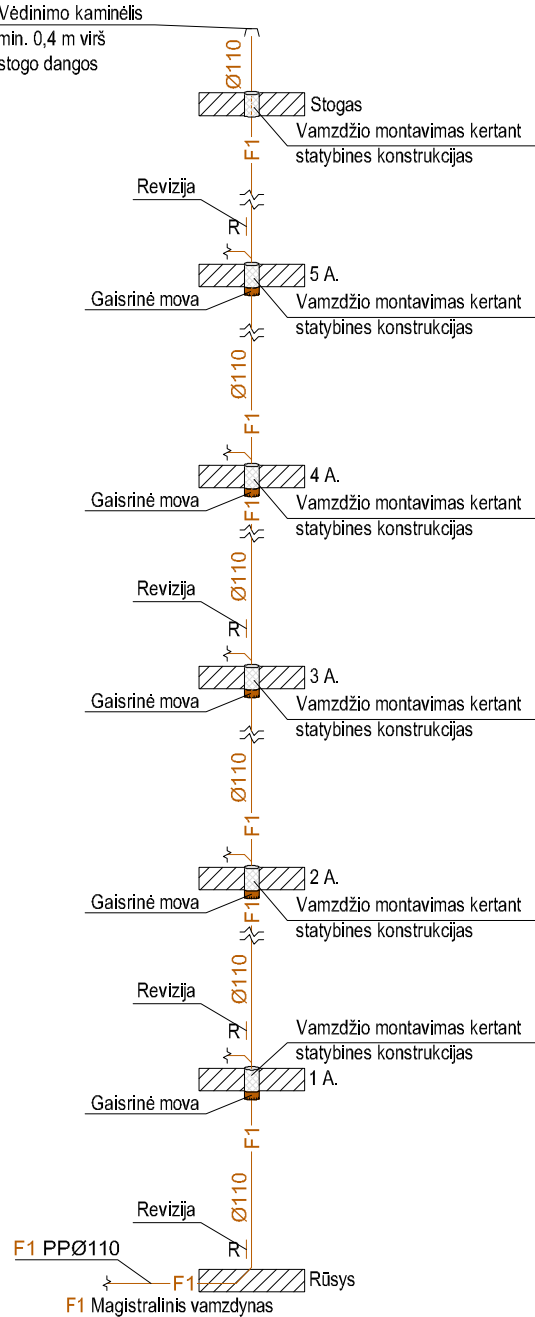 Vėdinimo kaminėlis
min. 0,4 m virš
stogo dangos
Ø110
Stogas
Vamzdžio montavimas kertant
statybines konstrukcijas
F1
Revizija
R
5 A.
Gaisrinė mova
Vamzdžio montavimas kertant
statybines konstrukcijas
Ø110
F1
4 A.
Gaisrinė mova
Vamzdžio montavimas kertant
statybines konstrukcijas
F1
Ø110
Revizija
R
3 A.
Gaisrinė mova
Vamzdžio montavimas kertant
statybines konstrukcijas
Ø110
F1
2 A.
Gaisrinė mova
Vamzdžio montavimas kertant
statybines konstrukcijas
F1
Ø110
Revizija
R
Vamzdžio montavimas kertant
statybines konstrukcijas
1 A.
Gaisrinė mova
F1
Ø110
Revizija
R
F1 PPØ110
F1
Rūsys
F1 Magistralinis vamzdynas